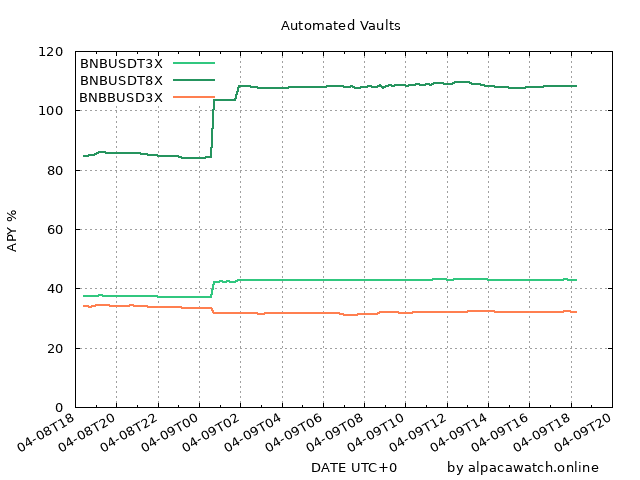 Automated Vaults
120
100
80
60
40
20
0
APY %
BNBUSDT3X
BNBUSDT8X
BNBBUSD3X
04-08T18
04-08T20
04-08T22
04-09T00
04-09T02
04-09T04
04-09T06
04-09T08
04-09T10
04-09T12
04-09T14
04-09T16
04-09T18
04-09T20
DATE UTC+0
by alpacawatch.online